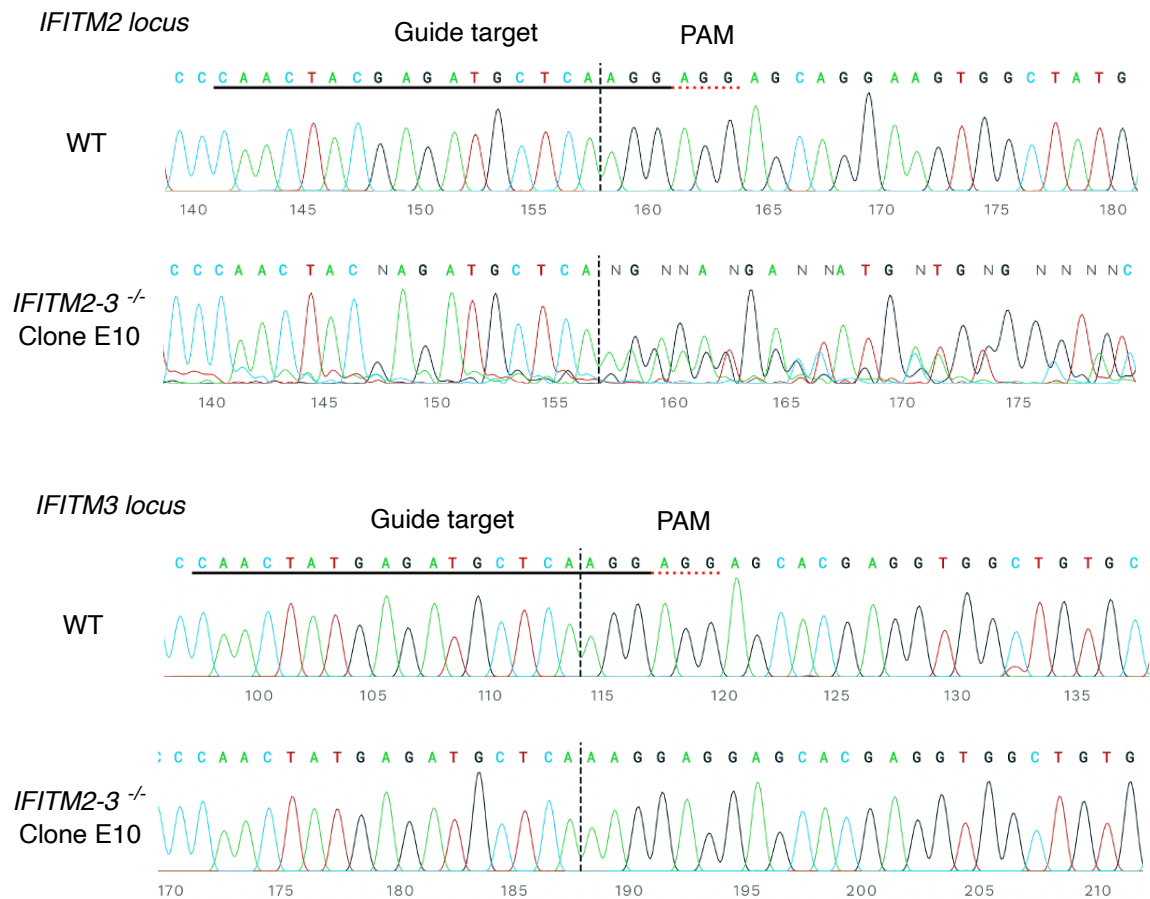 IFITM2 locus
Guide target PAM
C C C A A C T A C G A G A T G C T C A A G G A G G A G C A G G A A G T G G C T A T G
WT
140 145 150 155 160 165 170 175 180
C C C A A C T A C N A G A T G C T C A N G N N A N G A N N A T G N T G N G N N N N C
IFITM2-3 -/-
Clone E10
140 145 150 155 160 165 170 175
IFITM3 locus
Guide target PAM
C C A A C T A T G A G A T G C T C A A G G A G G A G C A C G A G G T G G C T G T G C
WT
100 105 110 115 120 125 130 135
C C C A A C T A T G A G A T G C T C A A A G G A G G A G C A C G A G G T G G C T G T G
IFITM2-3 -/-
Clone E10
170 175 180 185 190 195 200 205 210